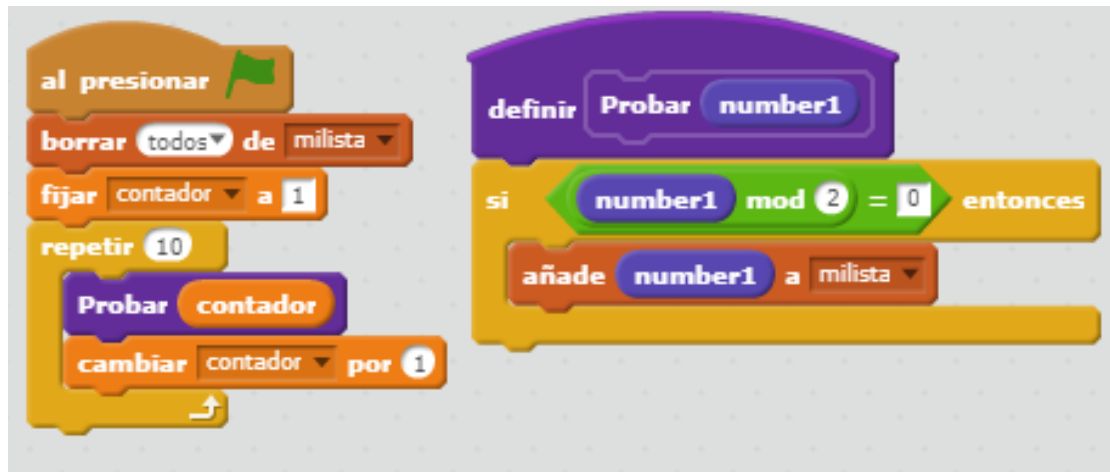 al presionar
borrar todos de milista
fijar contador a 1
repetir 10
Probar contador
cambiar contador por 1
definir Probar number1
si number1 mod 2 = 0 entonces
añade number1 a milista